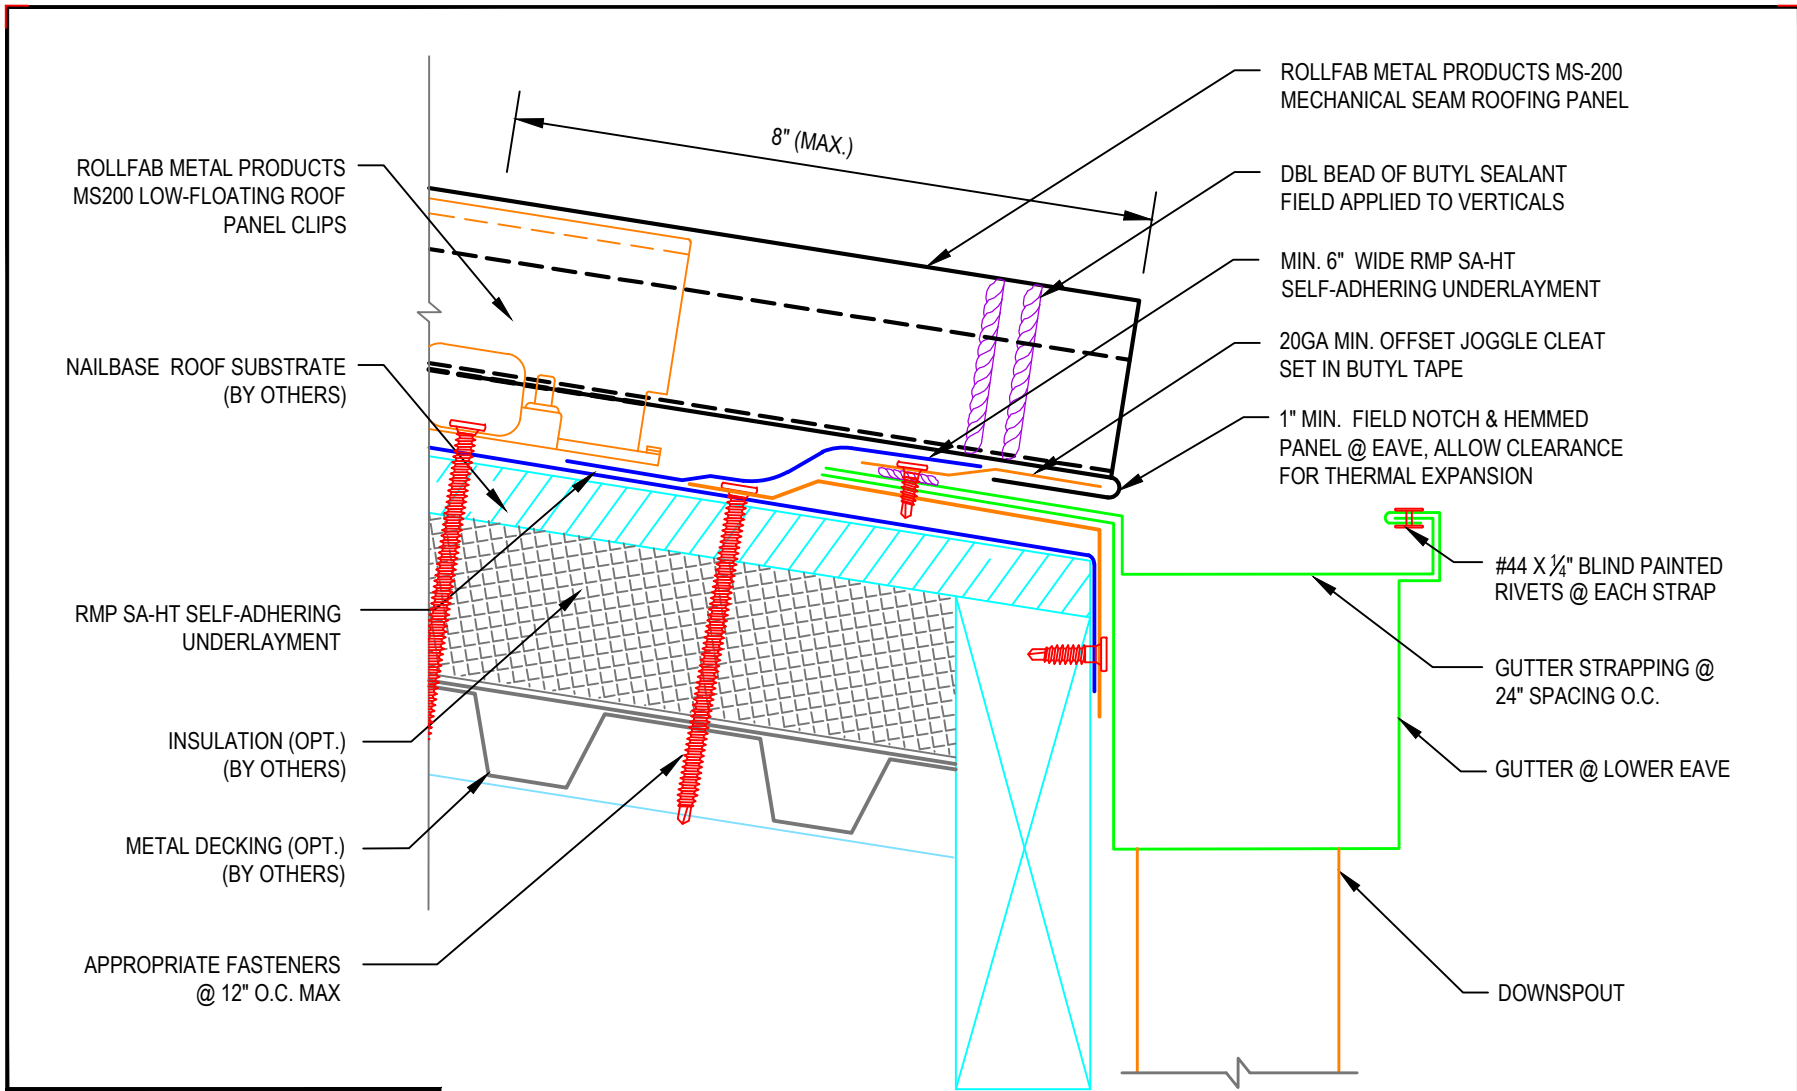 ROLLFAB METAL PRODUCTS
MS200 LOW-FLOATING ROOF
PANEL CLIPS
NAILBASE ROOF SUBSTRATE
(BY OTHERS)
RMP SA-HT SELF-ADHERING
UNDERLAYMENT
INSULATION (OPT.)
(BY OTHERS)
METAL DECKING (OPT.)
(BY OTHERS)
APPROPRIATE FASTENERS
@ 12" O.C. MAX
8" (MAX.)
ROLLFAB METAL PRODUCTS MS-200
MECHANICAL SEAM ROOFING PANEL
DBL BEAD OF BUTYL SEALANT
FIELD APPLIED TO VERTICALS
MIN. 6" WIDE RMP SA-HT
SELF-ADHERING UNDERLAYMENT
20GA MIN. OFFSET JOGGLE CLEAT
SET IN BUTYL TAPE
1" MIN. FIELD NOTCH & HEMMED
PANEL @ EAVE, ALLOW CLEARANCE
FOR THERMAL EXPANSION
#44 X 1/4" BLIND PAINTED
RIVETS @ EACH STRAP
GUTTER STRAPPING @
24" SPACING O.C.
GUTTER @ LOWER EAVE
DOWNSPOUT